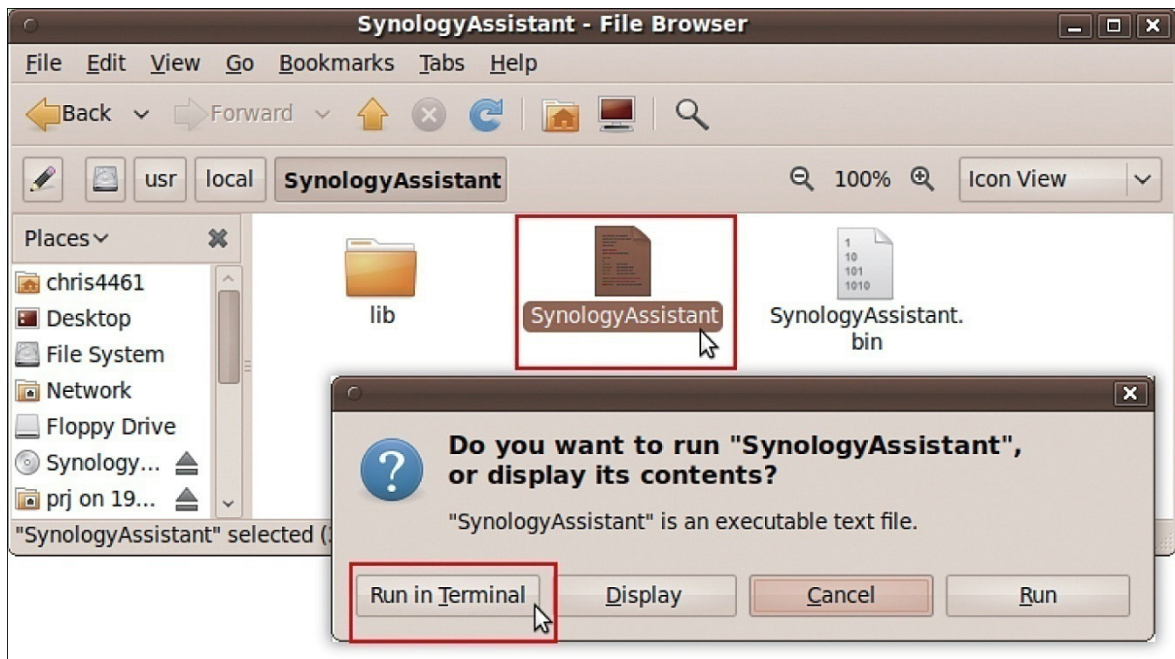 SynologyAssistant - File Browser
File Edit View Go Bookmarks Tabs Help
Back Forward
usr local SynologyAssistant 100% Icon View
Places
chris4461
Desktop
File System
Network
Floppy Drive
Synology...
prj on 19...
lib
SynologyAssistant
1
10
101
1010
SynologyAssistant.
bin
"SynologyAssistant" selected (
Do you want to run "SynologyAssistant",
or display its contents?
"SynologyAssistant" is an executable text file.
Run in Terminal Display Cancel Run